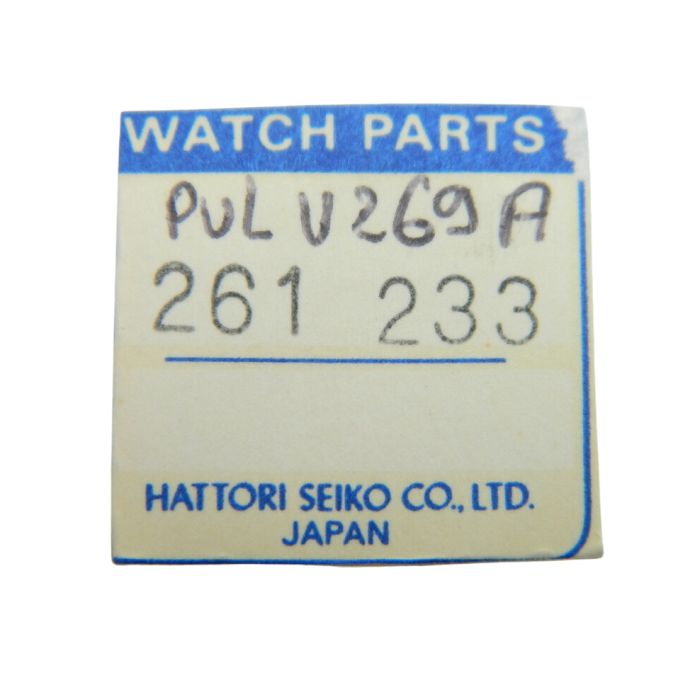 WATCH PARTS
PUL V269A
261 233
HATTORI SEIKO CO., LTD.
JAPAN